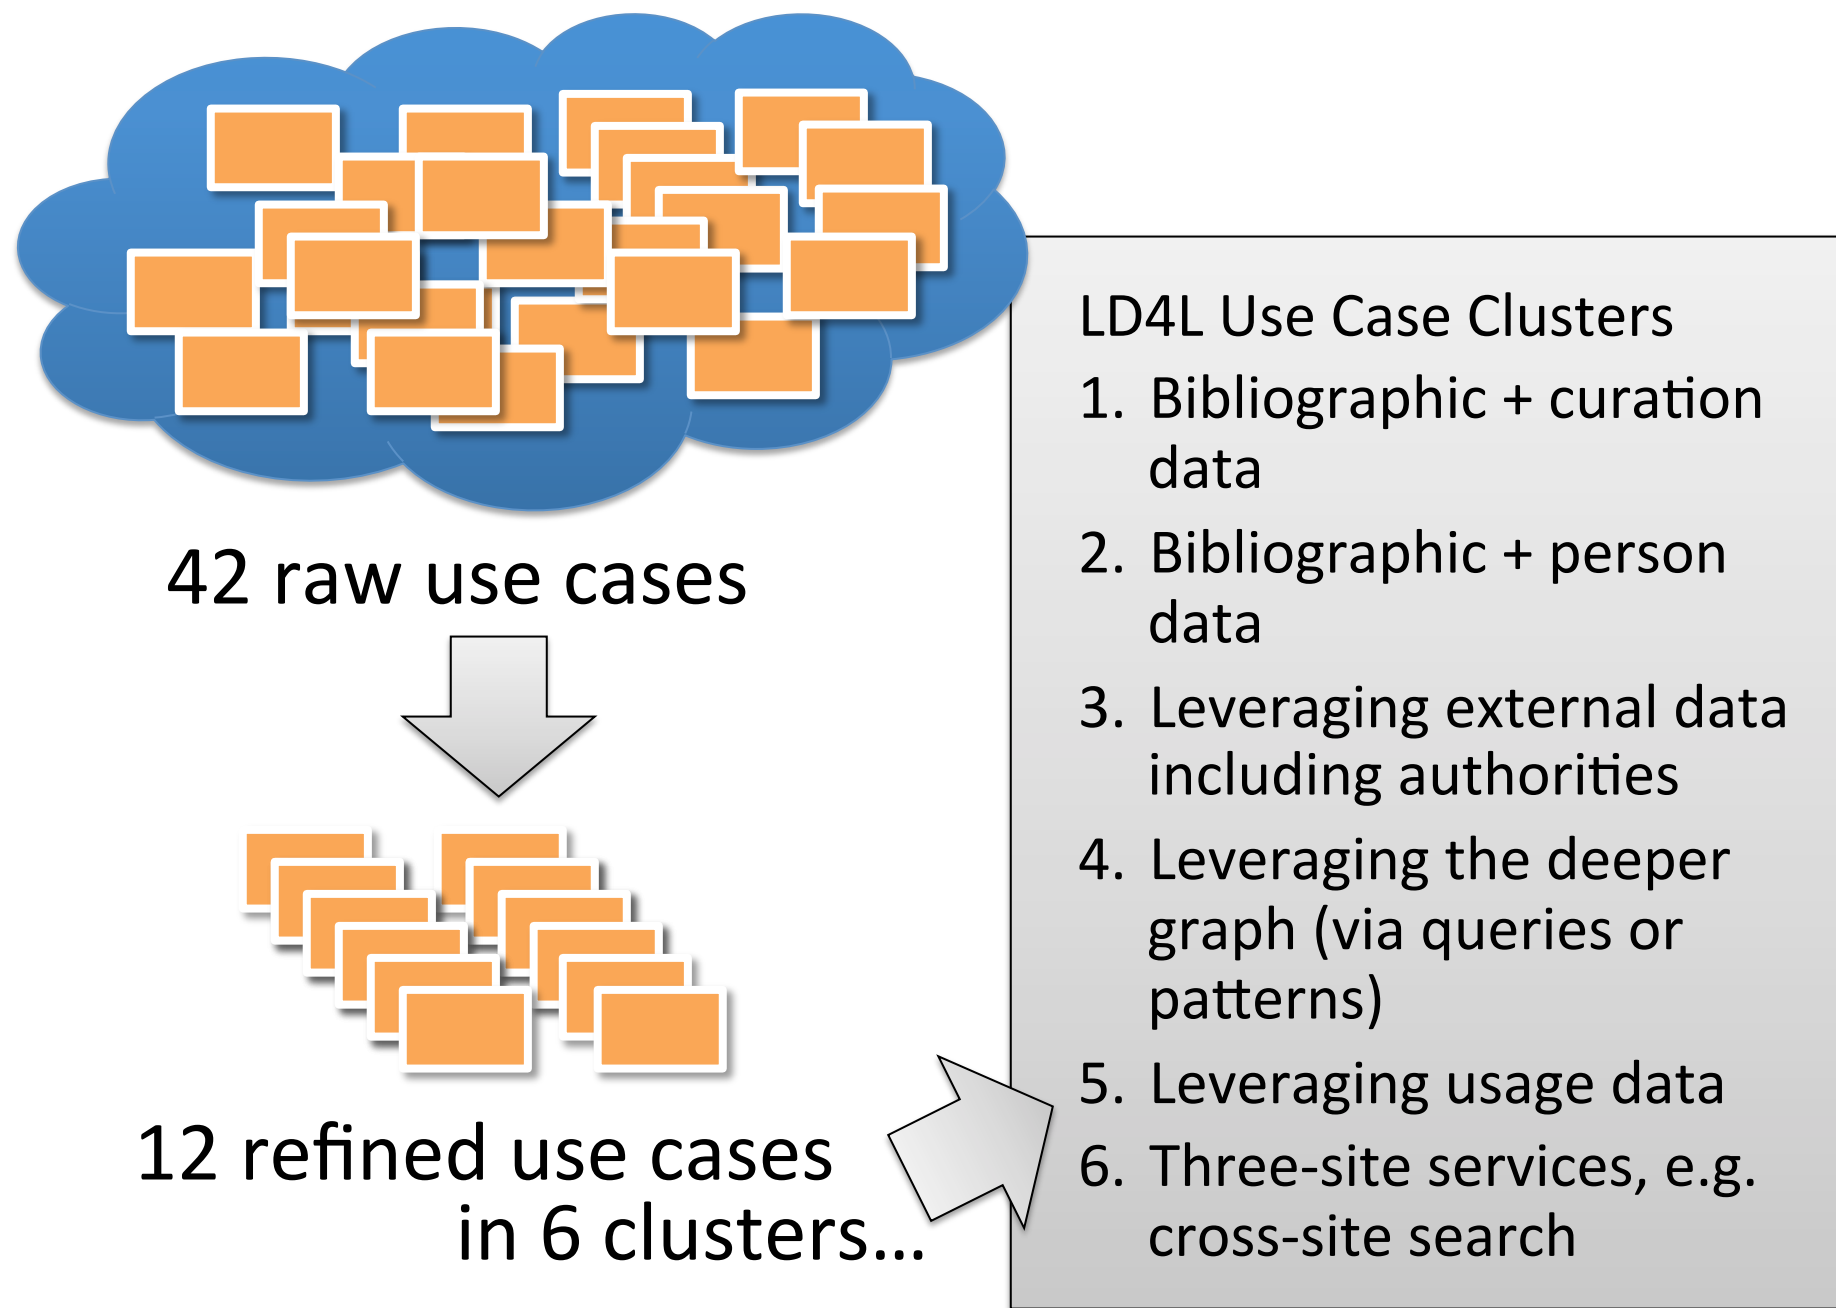 42 raw use cases
12 refined use cases
in 6 clusters...
LD4L Use Case Clusters
1. Bibliographic + curation
data
2. Bibliographic + person
data
3. Leveraging external data
including authorities
4. Leveraging the deeper
graph (via queries or
patterns)
5. Leveraging usage data
6. Three-site services, e.g.
cross-site search